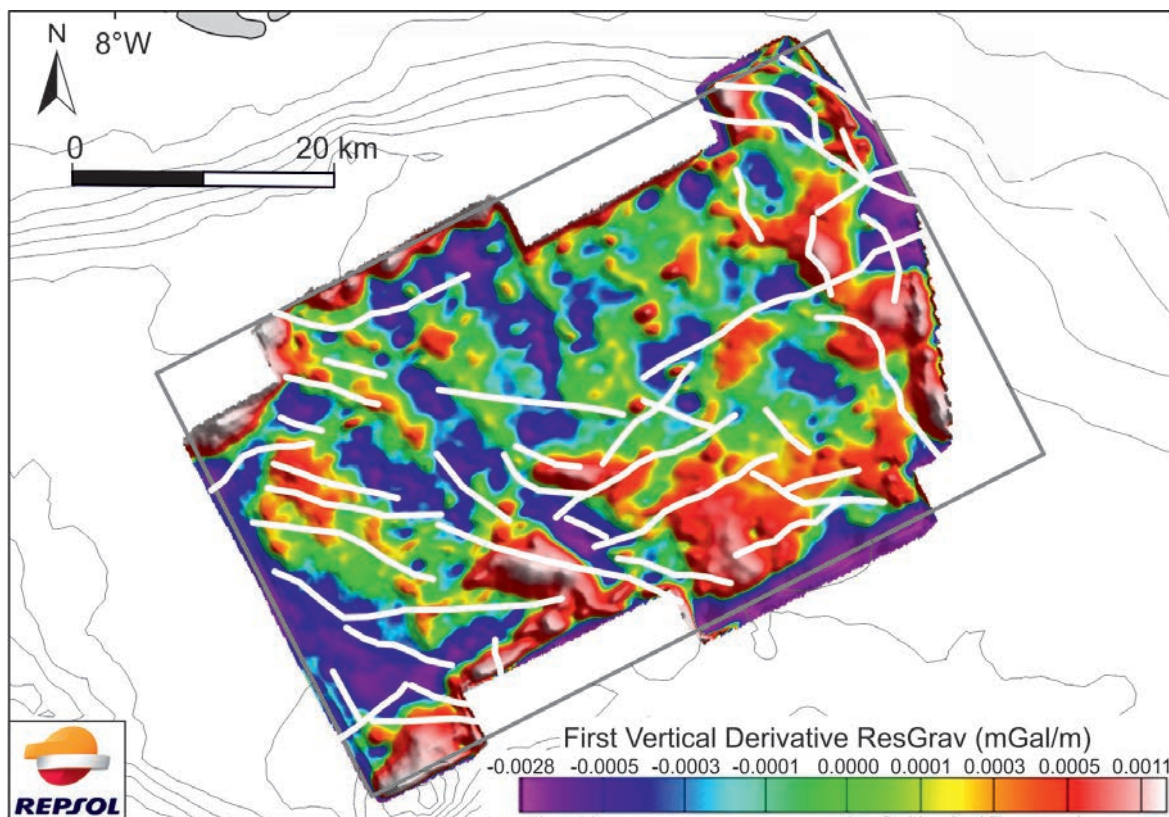 N
8°W
0 20 km
First Vertical Derivative ResGrav (mGal/m)
-0.0028 -0.0005 -0.0003 -0.0001 0.0000 0.0001 0.0003 0.0005 0.0011
REPSOL